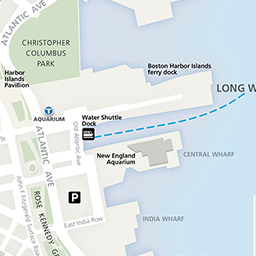 ATLANTIC AVE
CHRISTOPHER
COLUMBUS
PARK
Boston Harbor Islands
ferry dock
Harbor
Islands
Pavilion
LONG W
T
AQUARIUM
Water Shuttle
Dock
Old Atlantic Ave
ATLANTIC AVE
New England
Aquarium
CENTRAL WHARF
John F Fitzgerald Surface Road
ROSE KENNEDY G
P
East India Row
INDIA WHARF